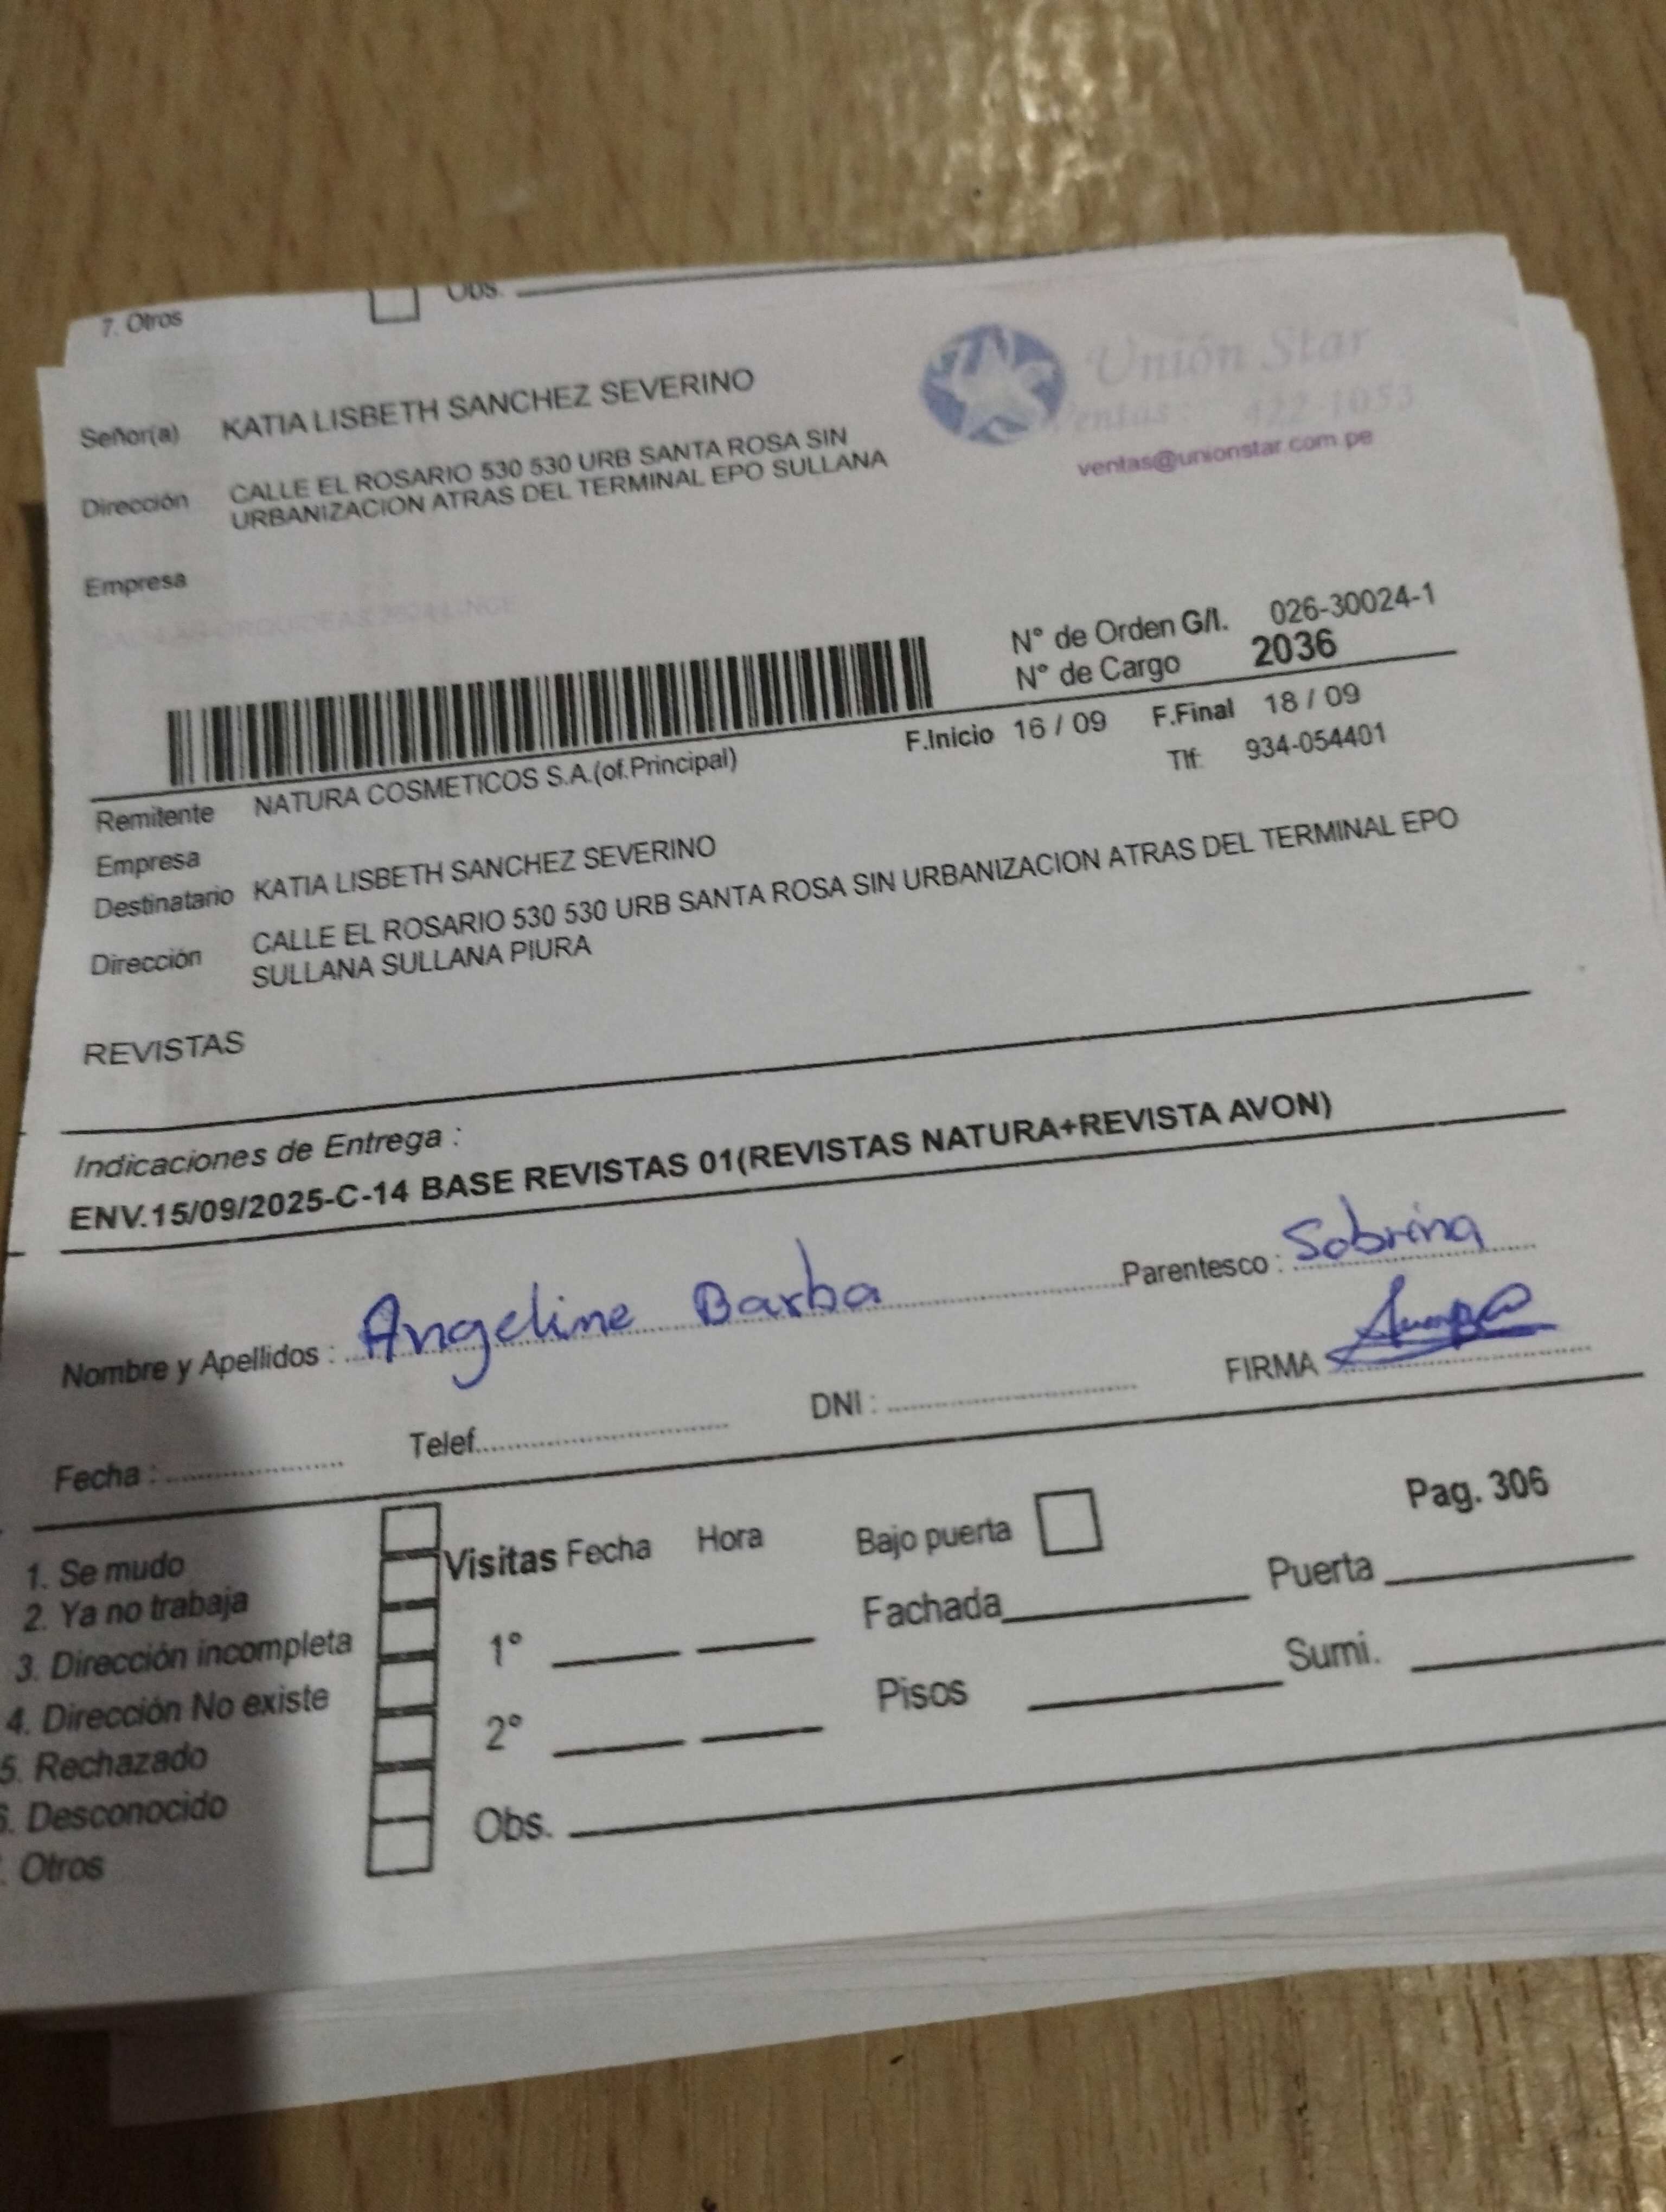 7. Otros Obs.
Unión Star
Ventas 422-1053
ventas@unionstar.com.pe
Señor(a) KATIA LISBETH SANCHEZ SEVERINO
Dirección CALLE EL ROSARIO 530 530 URB SANTA ROSA SIN
URBANIZACION ATRAS DEL TERMINAL EPO SULLANA
Empresa
N° de Orden G/I. 026-30024-1
N° de Cargo 2036
F.Inicio 16 / 09 F.Final 18 / 09
Tlf: 934-054401
Remitente NATURA COSMETICOS S.A.(of.Principal)
Empresa
Destinatario KATIA LISBETH SANCHEZ SEVERINO
Dirección CALLE EL ROSARIO 530 530 URB SANTA ROSA SIN URBANIZACION ATRAS DEL TERMINAL EPO
SULLANA SULLANA PIURA
REVISTAS
Indicaciones de Entrega :
ENV.15/09/2025-C-14 BASE REVISTAS 01(REVISTAS NATURA+REVISTA AVON)
Nombre y Apellidos : Angeline Barba Parentesco : Sobrina
Fecha : Telef. DNI : FIRMA
Pag. 306
1. Se mudo
2. Ya no trabaja
3. Dirección incompleta
4. Dirección No existe
5. Rechazado
6. Desconocido
. Otros
Visitas Fecha Hora Bajo puerta
1° Fachada Puerta
2° Pisos Sumi.
Obs.